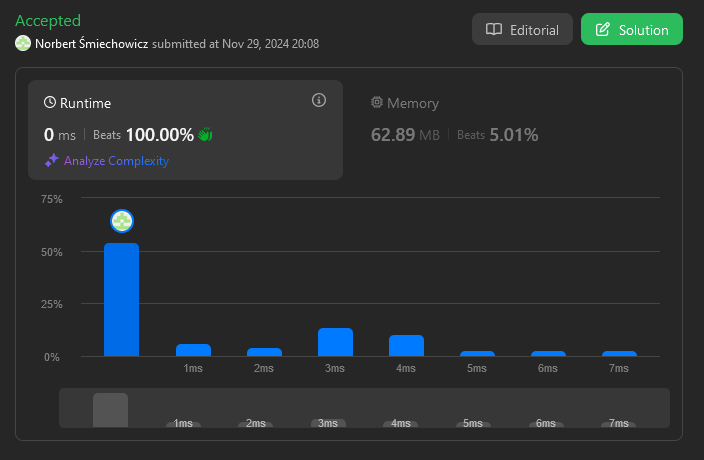 Accepted
Norbert Śmiechowicz submitted at Nov 29, 2024 20:08
Editorial
Solution
Runtime
0 ms | Beats 100.00%
Analyze Complexity
Memory
62.89 MB | Beats 5.01%
75%
50%
25%
0%
1ms 2ms 3ms 4ms 5ms 6ms 7ms
1ms 2ms 3ms 4ms 5ms 6ms 7ms